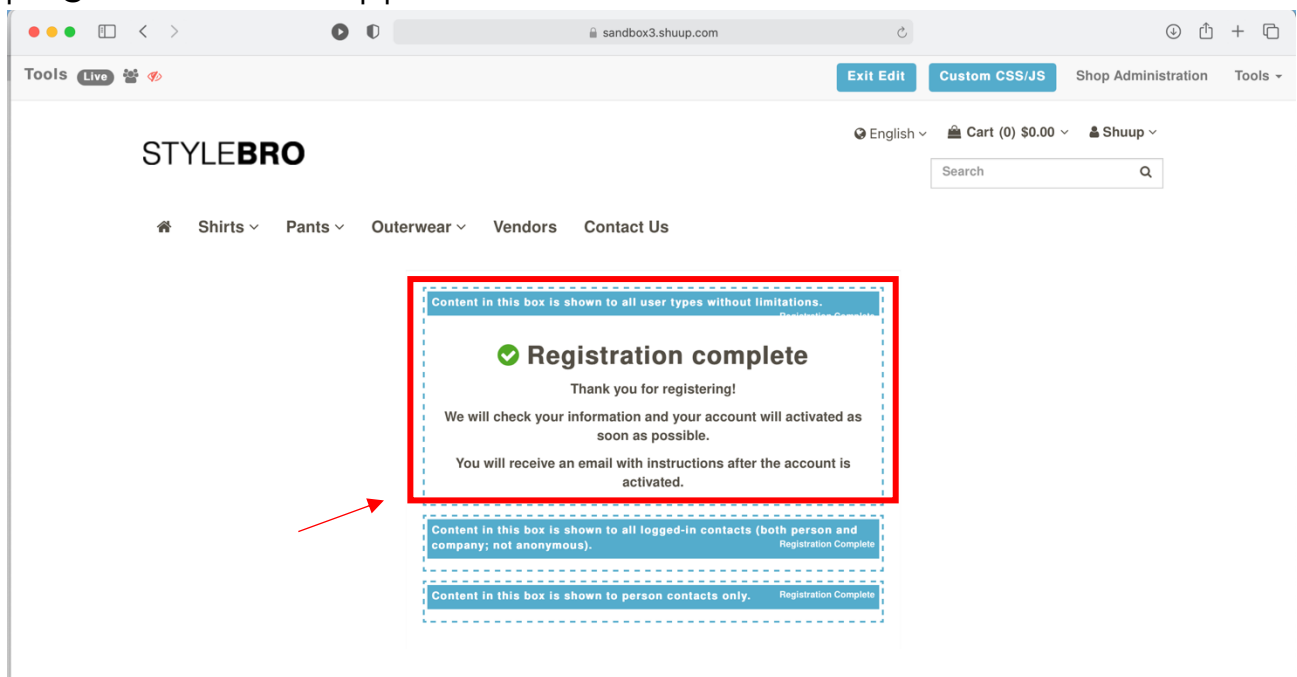 sandbox3.shuup.com
Tools Live
Exit Edit
Custom CSS/JS
Shop Administration
Tools
English
Cart (0) $0.00
Shuup
STYLEBRO
Search
Shirts
Pants
Outerwear
Vendors
Contact Us
Content in this box is shown to all user types without limitations.
Registration Complete
Registration complete
Thank you for registering!
We will check your information and your account will activated as
soon as possible.
You will receive an email with instructions after the account is
activated.
Content in this box is shown to all logged-in contacts (both person and
company; not anonymous).
Registration Complete
Content in this box is shown to person contacts only.
Registration Complete